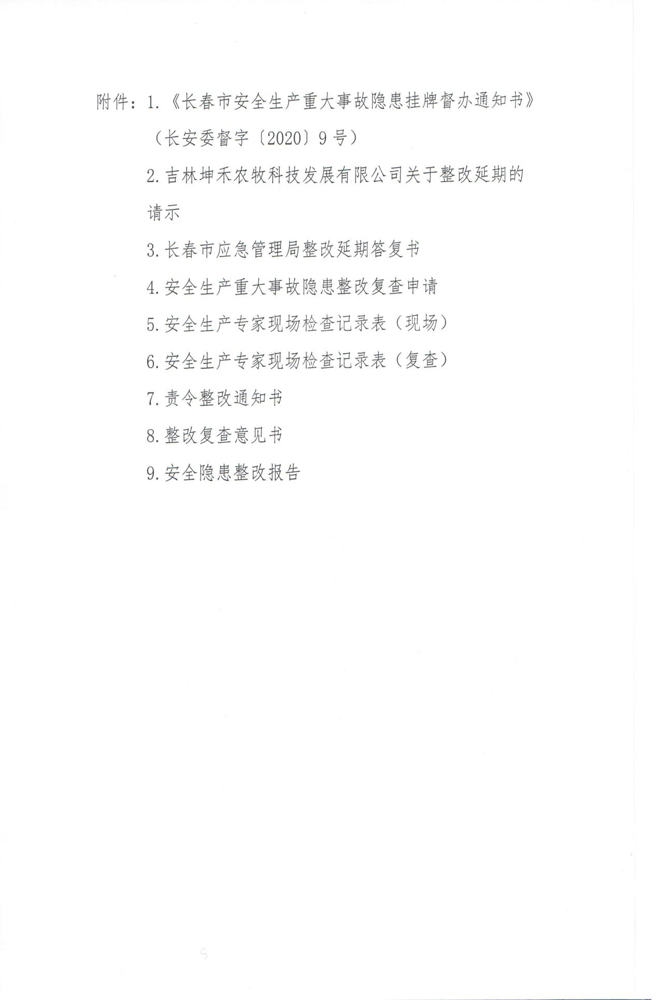 附件：1.《长春市安全生产重大事故隐患挂牌督办通知书》
（长安委督字〔2020〕9 号）
2.吉林坤禾农牧科技发展有限公司关于整改延期的
请示
3.长春市应急管理局整改延期答复书
4.安全生产重大事故隐患整改复查申请
5.安全生产专家现场检查记录表（现场）
6.安全生产专家现场检查记录表（复查）
7.责令整改通知书
8.整改复查意见书
9.安全隐患整改报告